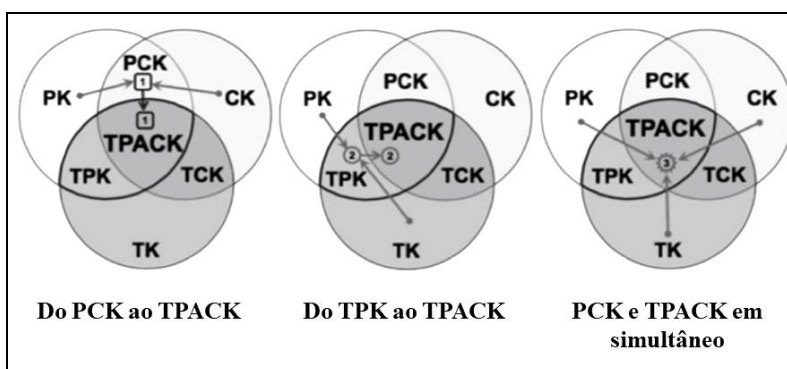 PCK
1
PK
CK
1
TPACK
TPK
TCK
TK
Do PCK ao TPACK
PCK
PK
CK
TPACK
2
2
TPK
TCK
TK
Do TPK ao TPACK
PCK
PK
CK
TPACK
3
TPK
TCK
TK
PCK e TPACK em
simultâneo